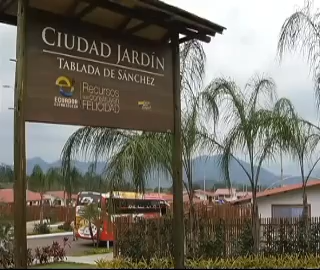 CIUDAD JARDÍN
TABLADA DE SÁNCHEZ
ECUADOR
Recursos
FELICIDAD